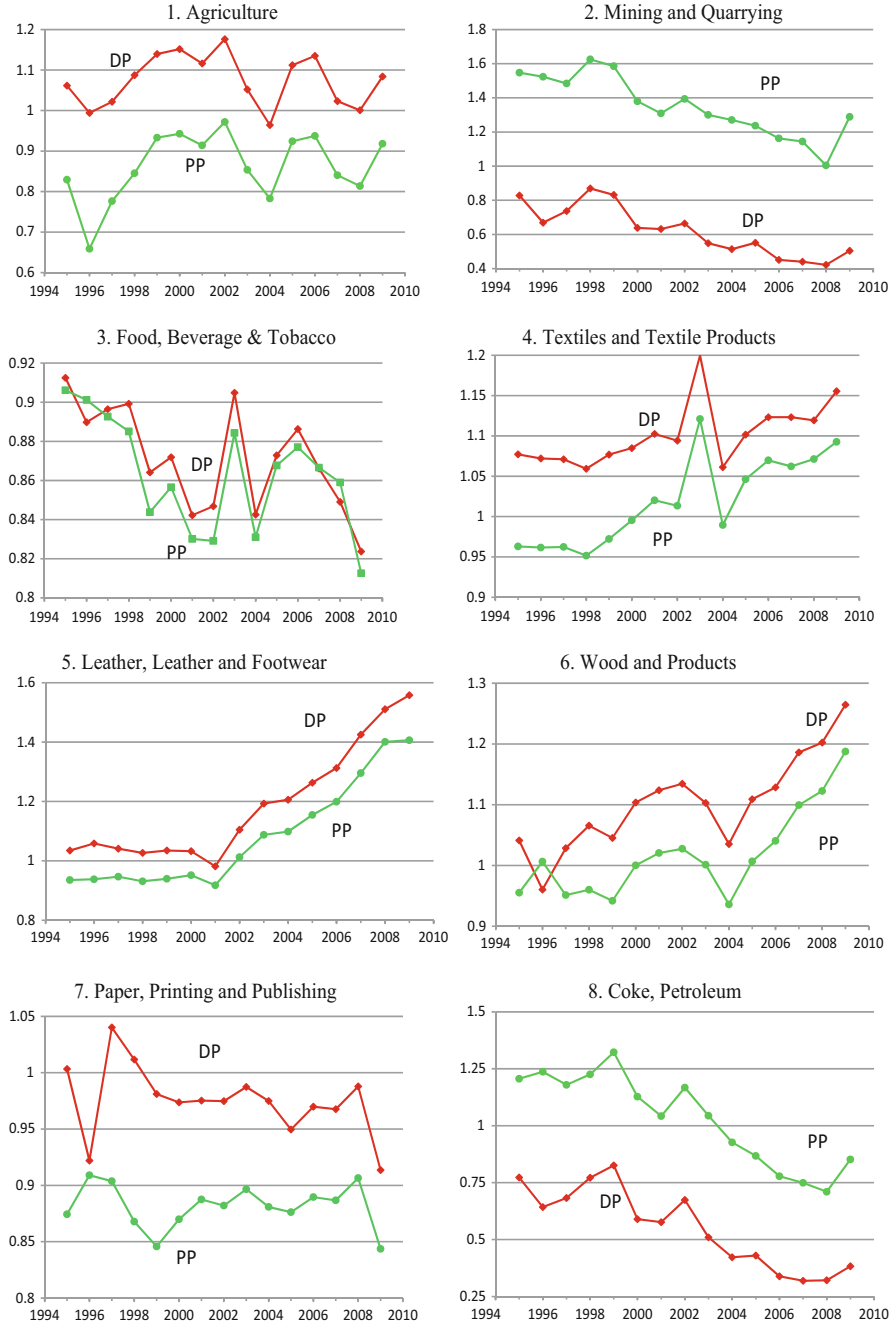 1. Agriculture
1.2
1.1
1
0.9
0.8
0.7
0.6
DP
PP
1994 1996 1998 2000 2002 2004 2006 2008 2010
2. Mining and Quarrying
1.8
1.6
1.4
1.2
1
0.8
0.6
0.4
PP
DP
1994 1996 1998 2000 2002 2004 2006 2008 2010
3. Food, Beverage & Tobacco
0.92
0.9
0.88
0.86
0.84
0.82
0.8
DP
PP
1994 1996 1998 2000 2002 2004 2006 2008 2010
4. Textiles and Textile Products
1.2
1.15
1.1
1.05
1
0.95
0.9
DP
PP
1994 1996 1998 2000 2002 2004 2006 2008 2010
5. Leather, Leather and Footwear
1.6
1.4
1.2
1
0.8
DP
PP
1994 1996 1998 2000 2002 2004 2006 2008 2010
6. Wood and Products
1.3
1.2
1.1
1
0.9
DP
PP
1994 1996 1998 2000 2002 2004 2006 2008 2010
7. Paper, Printing and Publishing
1.05
1
0.95
0.9
0.85
0.8
DP
PP
1994 1996 1998 2000 2002 2004 2006 2008 2010
8. Coke, Petroleum
1.5
1.25
1
0.75
0.5
0.25
PP
DP
1994 1996 1998 2000 2002 2004 2006 2008 2010